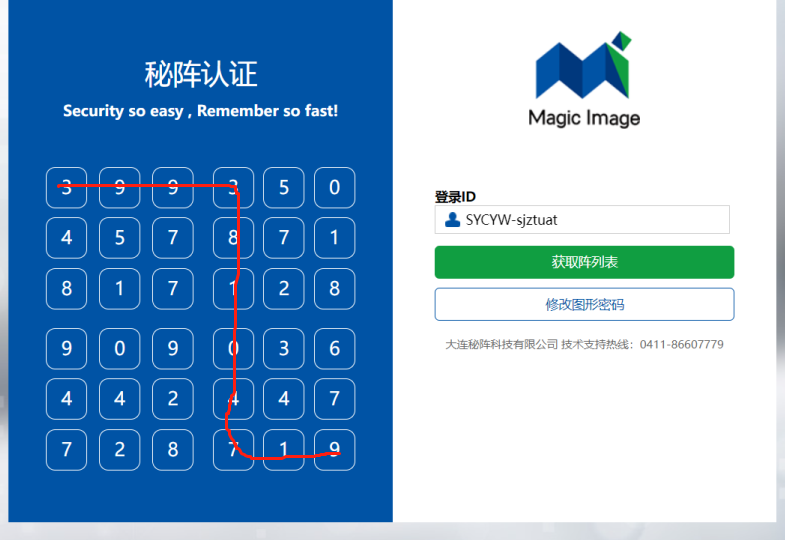 秘阵认证
Security so easy , Remember so fast!
3 9 9 3 5 0
4 5 7 8 7 1
8 1 7 1 2 8
9 0 9 0 3 6
4 4 2 4 4 7
7 2 8 7 1 9
Magic Image
登录ID
SYCYW-sjztuat
获取阵列表
修改图形密码
大连秘阵科技有限公司 技术支持热线：0411-86607779